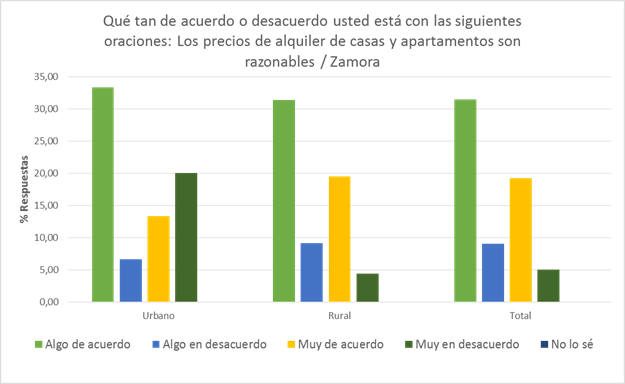 Qué tan de acuerdo o desacuerdo usted está con las siguientes
oraciones: Los precios de alquiler de casas y apartamentos son
razonables / Zamora
35,00
30,00
25,00
20,00
15,00
10,00
5,00
0,00
% Respuestas
Urbano Rural Total
Algo de acuerdo Algo en desacuerdo Muy de acuerdo Muy en desacuerdo No lo sé